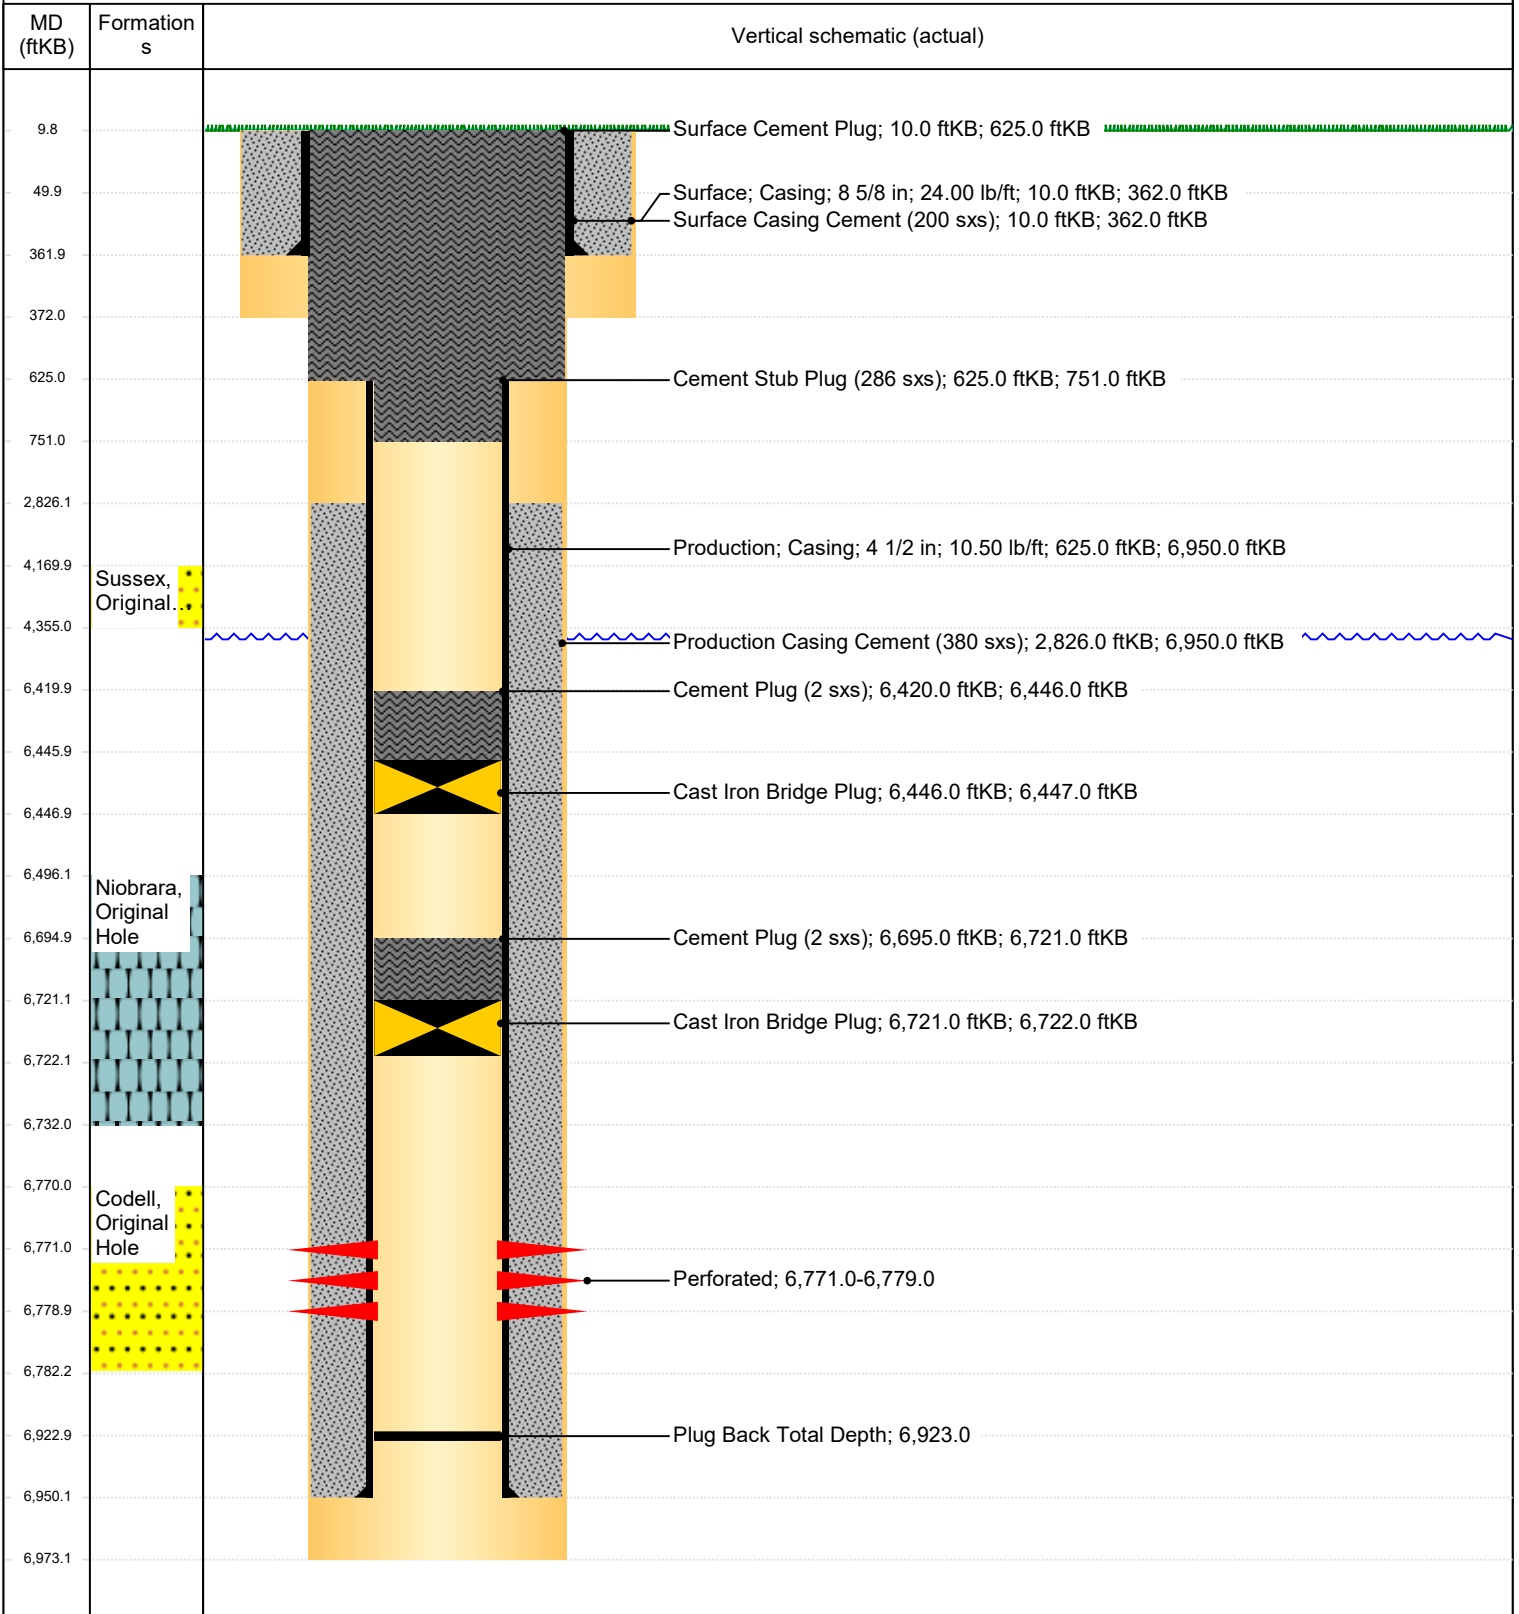 MD
(ftKB)
Formation
s
Vertical schematic (actual)
9.8
Surface Cement Plug; 10.0 ftKB; 625.0 ftKB
49.9
Surface; Casing; 8 5/8 in; 24.00 lb/ft; 10.0 ftKB; 362.0 ftKB
Surface Casing Cement (200 sxs); 10.0 ftKB; 362.0 ftKB
361.9
372.0
625.0
Cement Stub Plug (286 sxs); 625.0 ftKB; 751.0 ftKB
751.0
2,826.1
Production; Casing; 4 1/2 in; 10.50 lb/ft; 625.0 ftKB; 6,950.0 ftKB
4,169.9
Sussex,
Original...
4,355.0
Production Casing Cement (380 sxs); 2,826.0 ftKB; 6,950.0 ftKB
6,419.9
Cement Plug (2 sxs); 6,420.0 ftKB; 6,446.0 ftKB
6,445.9
Cast Iron Bridge Plug; 6,446.0 ftKB; 6,447.0 ftKB
6,446.9
6,496.1
Niobrara,
Original
Hole
6,694.9
Cement Plug (2 sxs); 6,695.0 ftKB; 6,721.0 ftKB
6,721.1
Cast Iron Bridge Plug; 6,721.0 ftKB; 6,722.0 ftKB
6,722.1
6,732.0
6,770.0
Codell,
Original
Hole
6,771.0
Perforated; 6,771.0-6,779.0
6,778.9
6,782.2
6,922.9
Plug Back Total Depth; 6,923.0
6,950.1
6,973.1